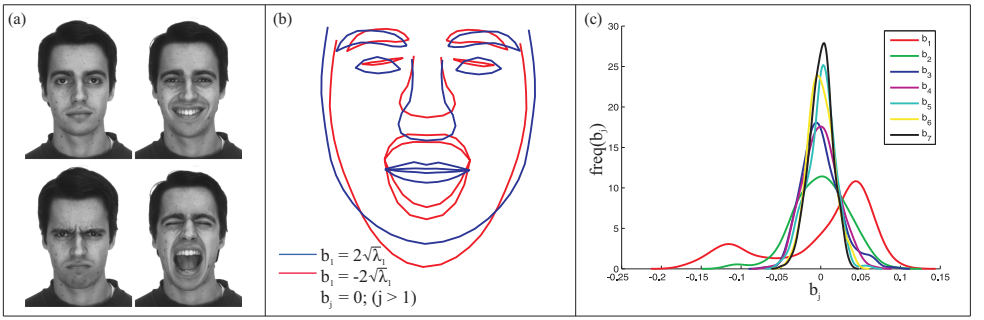 (a)
(b)
b₁ = 2√λ₁
b₁ = -2√λ₁
bⱼ = 0; (j > 1)
(c)
freq(bⱼ)
30
25
20
15
10
5
0
-0.25 -0.2 -0.15 -0.1 -0.05 0 0.05 0.1 0.15
bⱼ
b₁
b₂
b₃
b₄
b₅
b₆
b₇